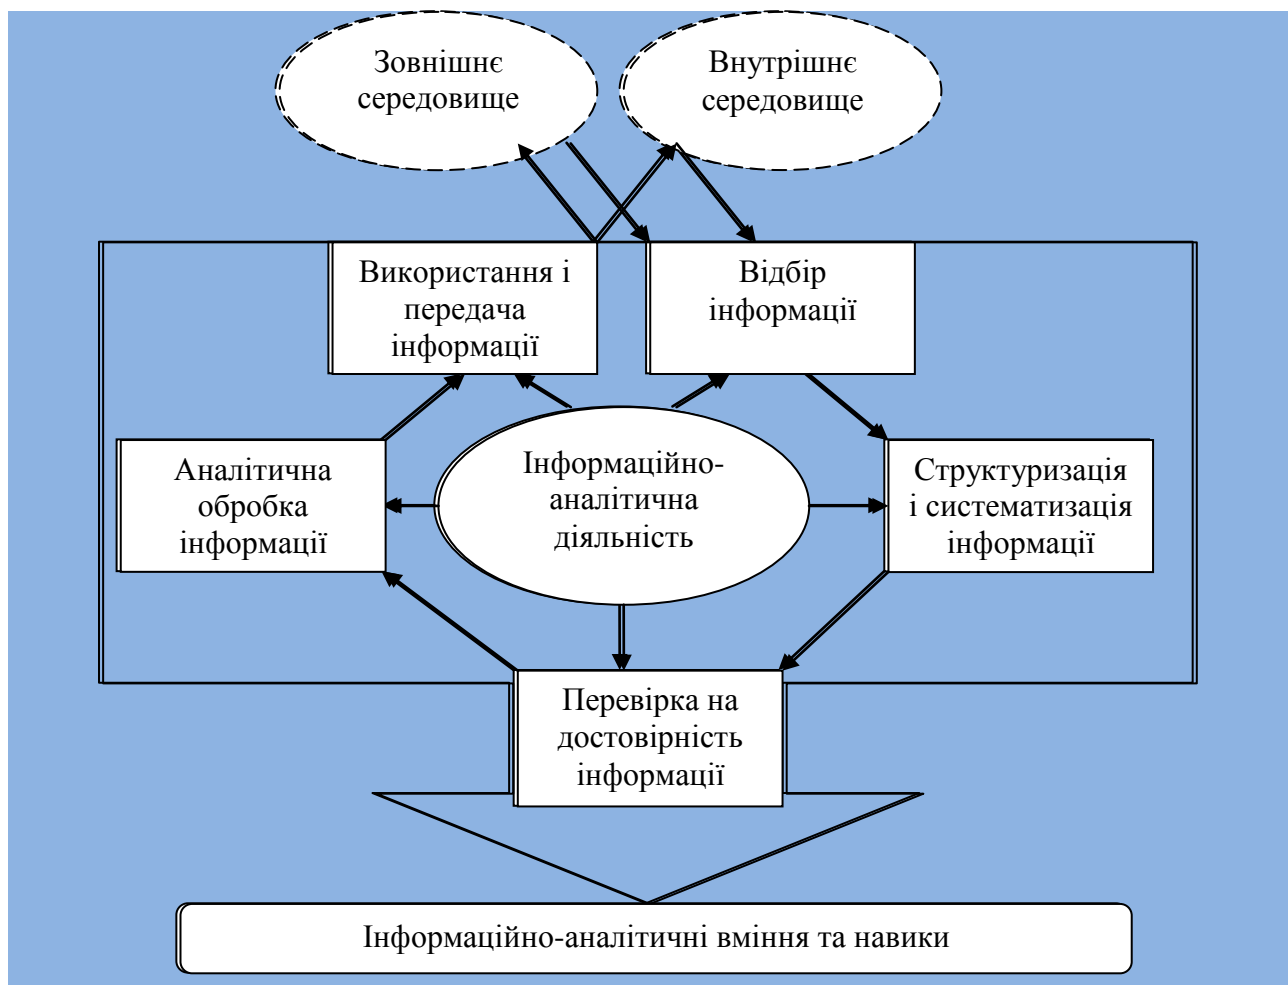 Зовнішнє
середовище
Внутрішнє
середовище
Використання і
передача
інформації
Відбір
інформації
Аналітична
обробка
інформації
Інформаційно-
аналітична
діяльність
Структуризація
і систематизація
інформації
Перевірка на
достовірність
інформації
Інформаційно-аналітичні вміння та навики